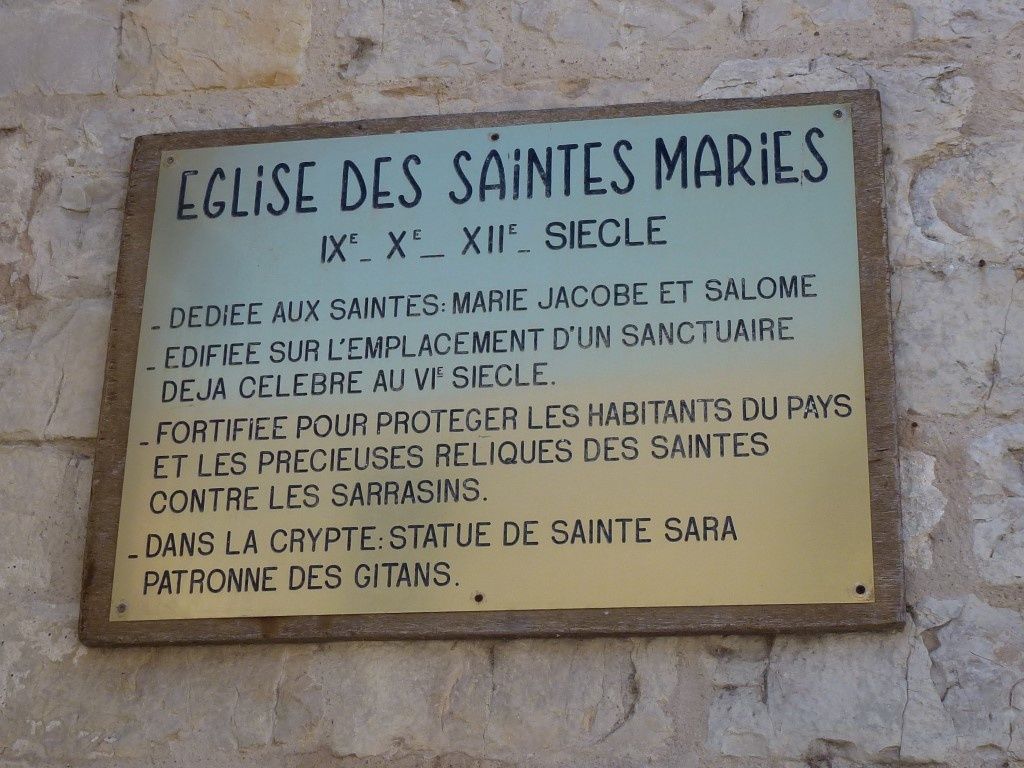 EGLiSE DES SAiNTES MARiES
IXE_ XE_ XIIE_ SIECLE
_ DEDIEE AUX SAINTES: MARIE JACOBE ET SALOME
_ EDIFIEE SUR L'EMPLACEMENT D'UN SANCTUAIRE
DEJA CELEBRE AU VIE SIECLE.
_ FORTIFIEE POUR PROTEGER LES HABITANTS DU PAYS
ET LES PRECIEUSES RELIQUES DES SAINTES
CONTRE LES SARRASINS.
_ DANS LA CRYPTE: STATUE DE SAINTE SARA
PATRONNE DES GITANS.